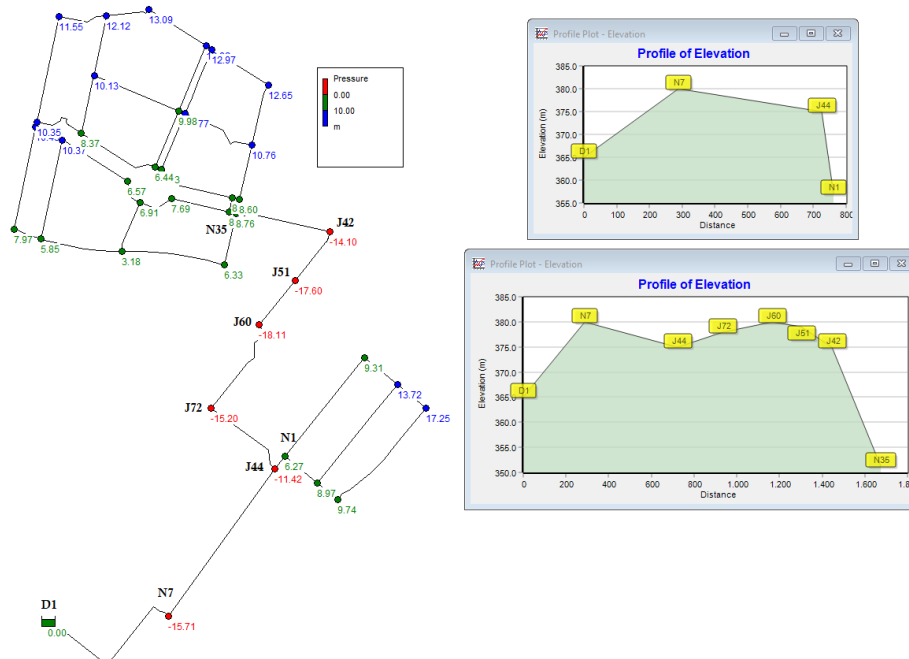 13.09
12.12
11.55
12.97
12.65
10.13
9.98
10.35
8.37
10.37
10.76
6.44
6.57
6.91
7.69
8.60
8.76
N35
7.97
5.85
3.18
6.33
Pressure
0.00
10.00
m
J42
-14.10
J51
-17.60
J60
-18.11
9.31
13.72
17.25
J72
-15.20
N1
6.27
J44
-11.42
8.97
9.74
N7
-15.71
D1
0.00
Profile Plot - Elevation
Profile of Elevation
Elevation (m)
385.0
380.0
375.0
370.0
365.0
360.0
355.0
D1
N7
J44
N1
0 100 200 300 400 500 600 700 800
Distance
Profile Plot - Elevation
Profile of Elevation
Elevation (m)
385.0
380.0
375.0
370.0
365.0
360.0
355.0
350.0
D1
N7
J44
J72
J60
J51
J42
N35
0 200 400 600 800 1.000 1.200 1.400 1.600
Distance